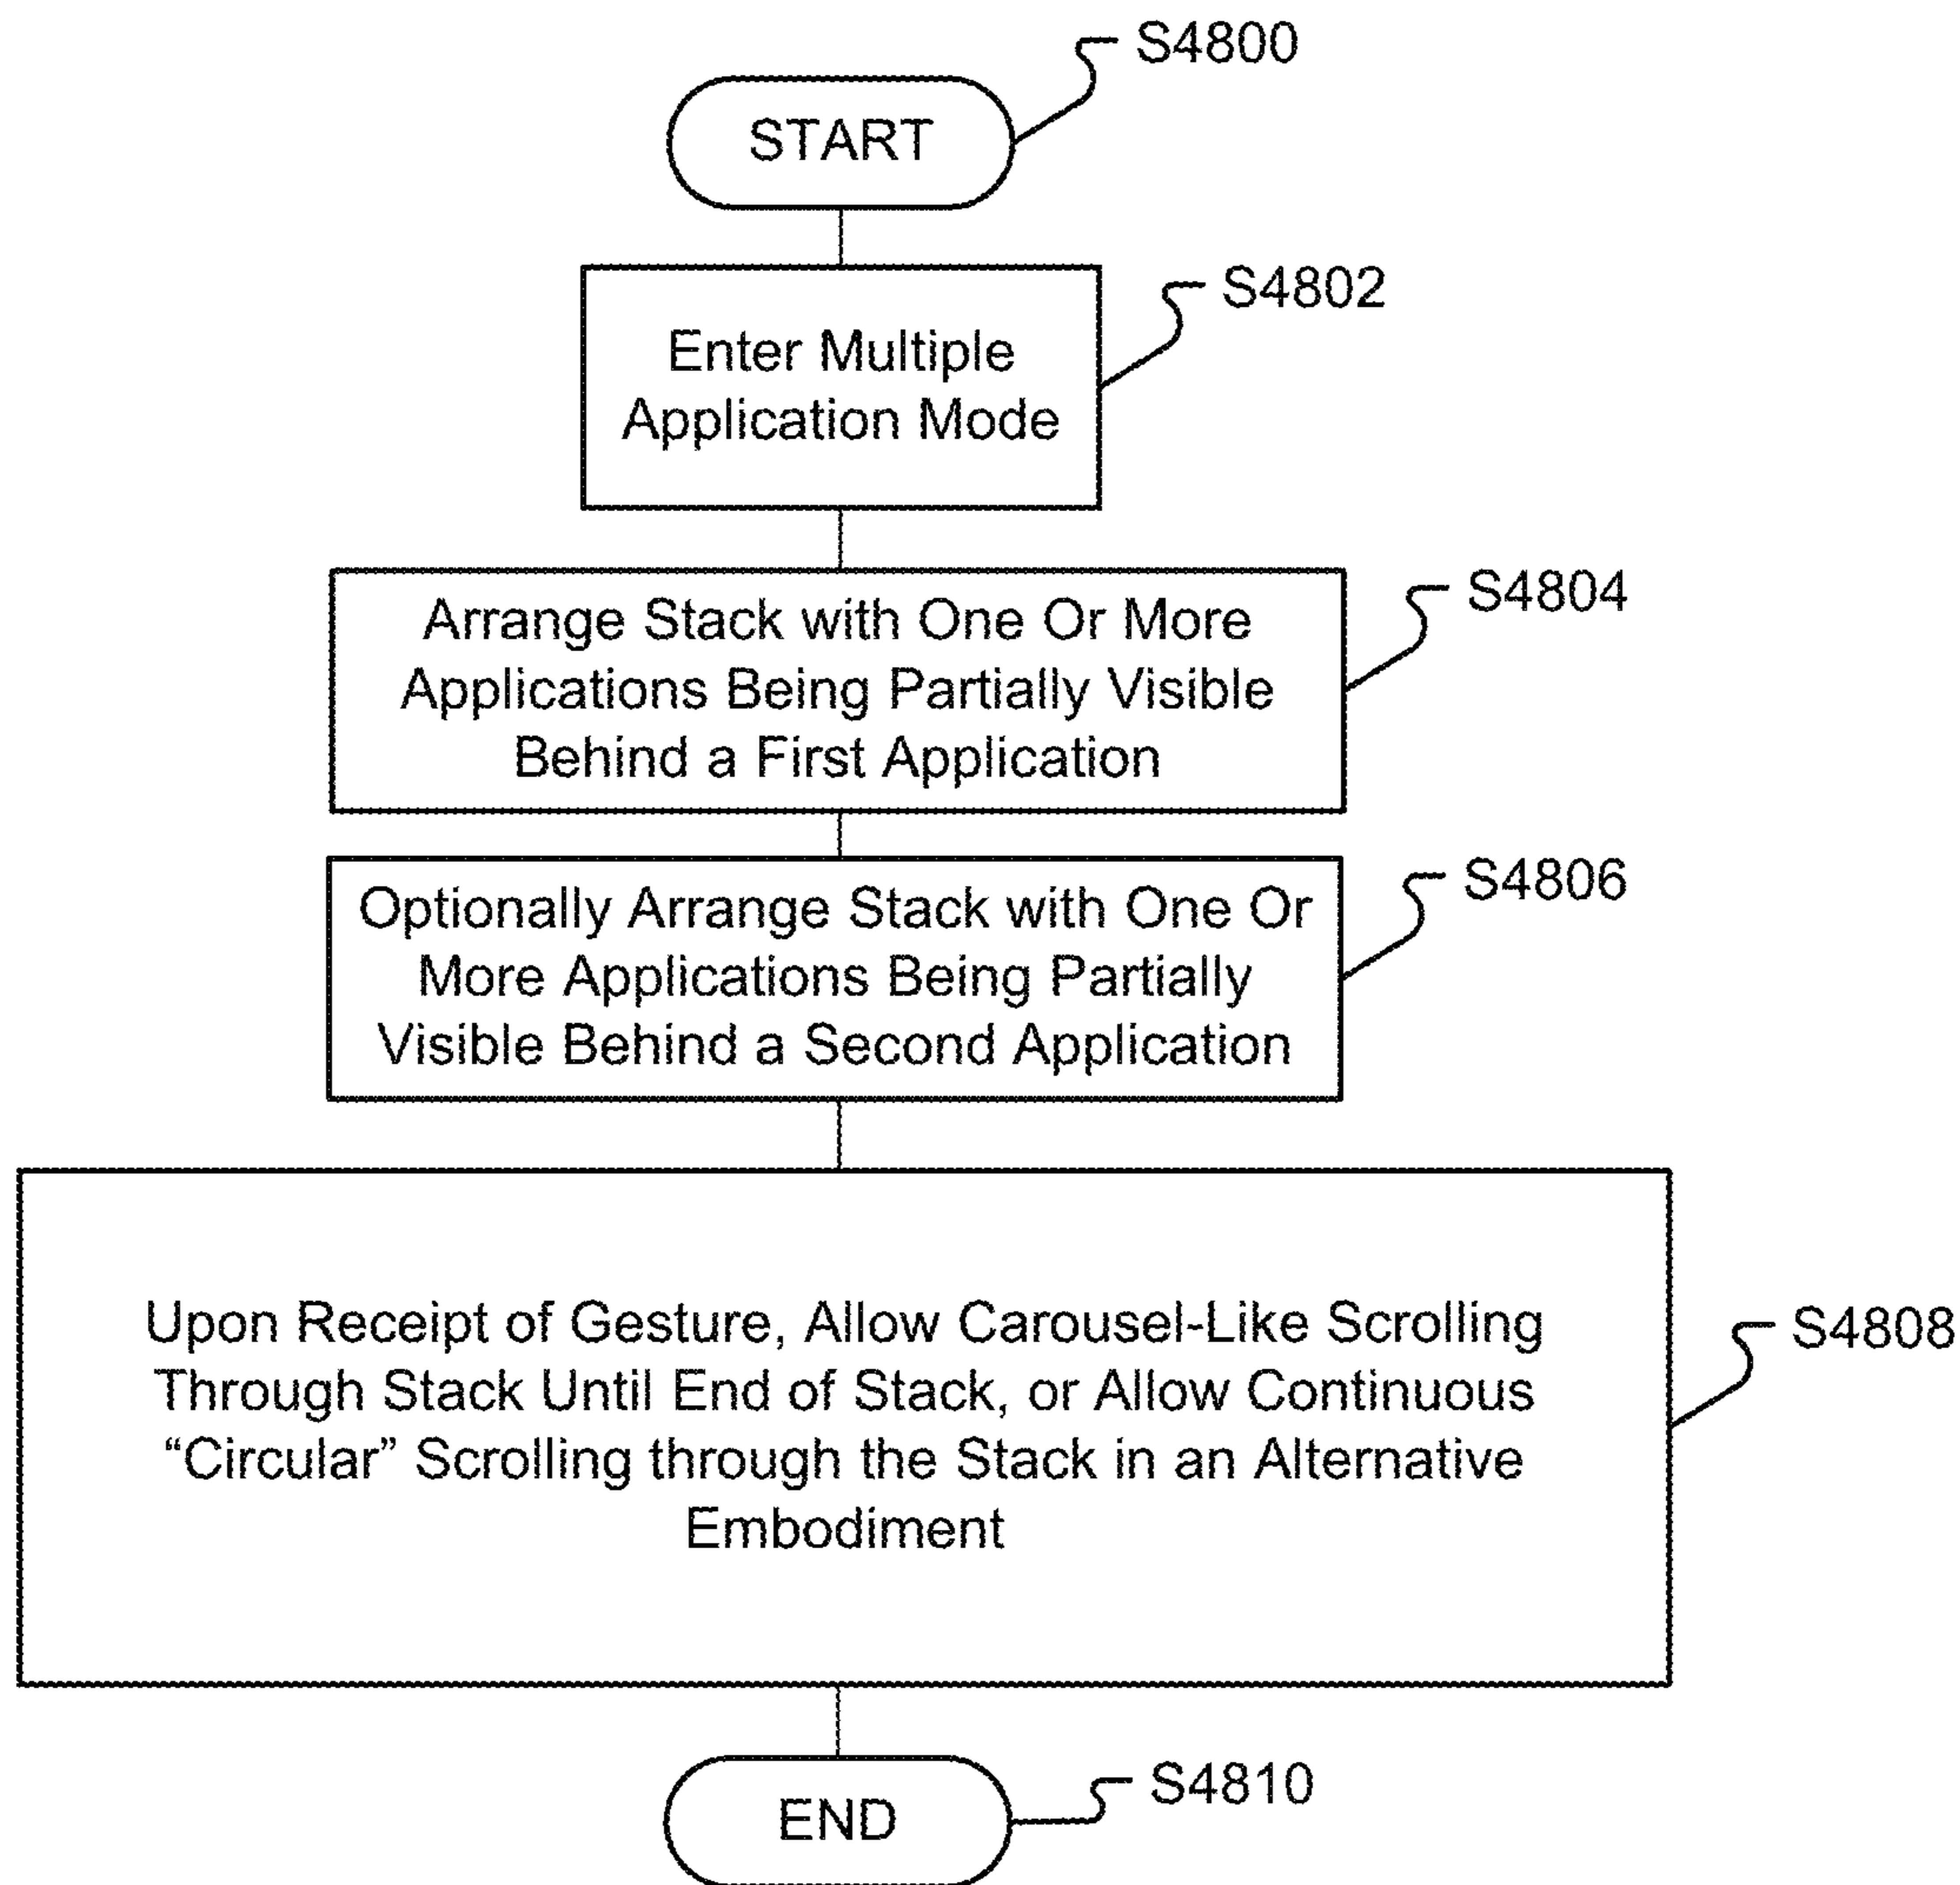 S4800
START
S4802
Enter Multiple
Application Mode
S4804
Arrange Stack with One Or More
Applications Being Partially Visible
Behind a First Application
S4806
Optionally Arrange Stack with One Or
More Applications Being Partially
Visible Behind a Second Application
S4808
Upon Receipt of Gesture, Allow Carousel-Like Scrolling
Through Stack Until End of Stack, or Allow Continuous
“Circular” Scrolling through the Stack in an Alternative
Embodiment
S4810
END